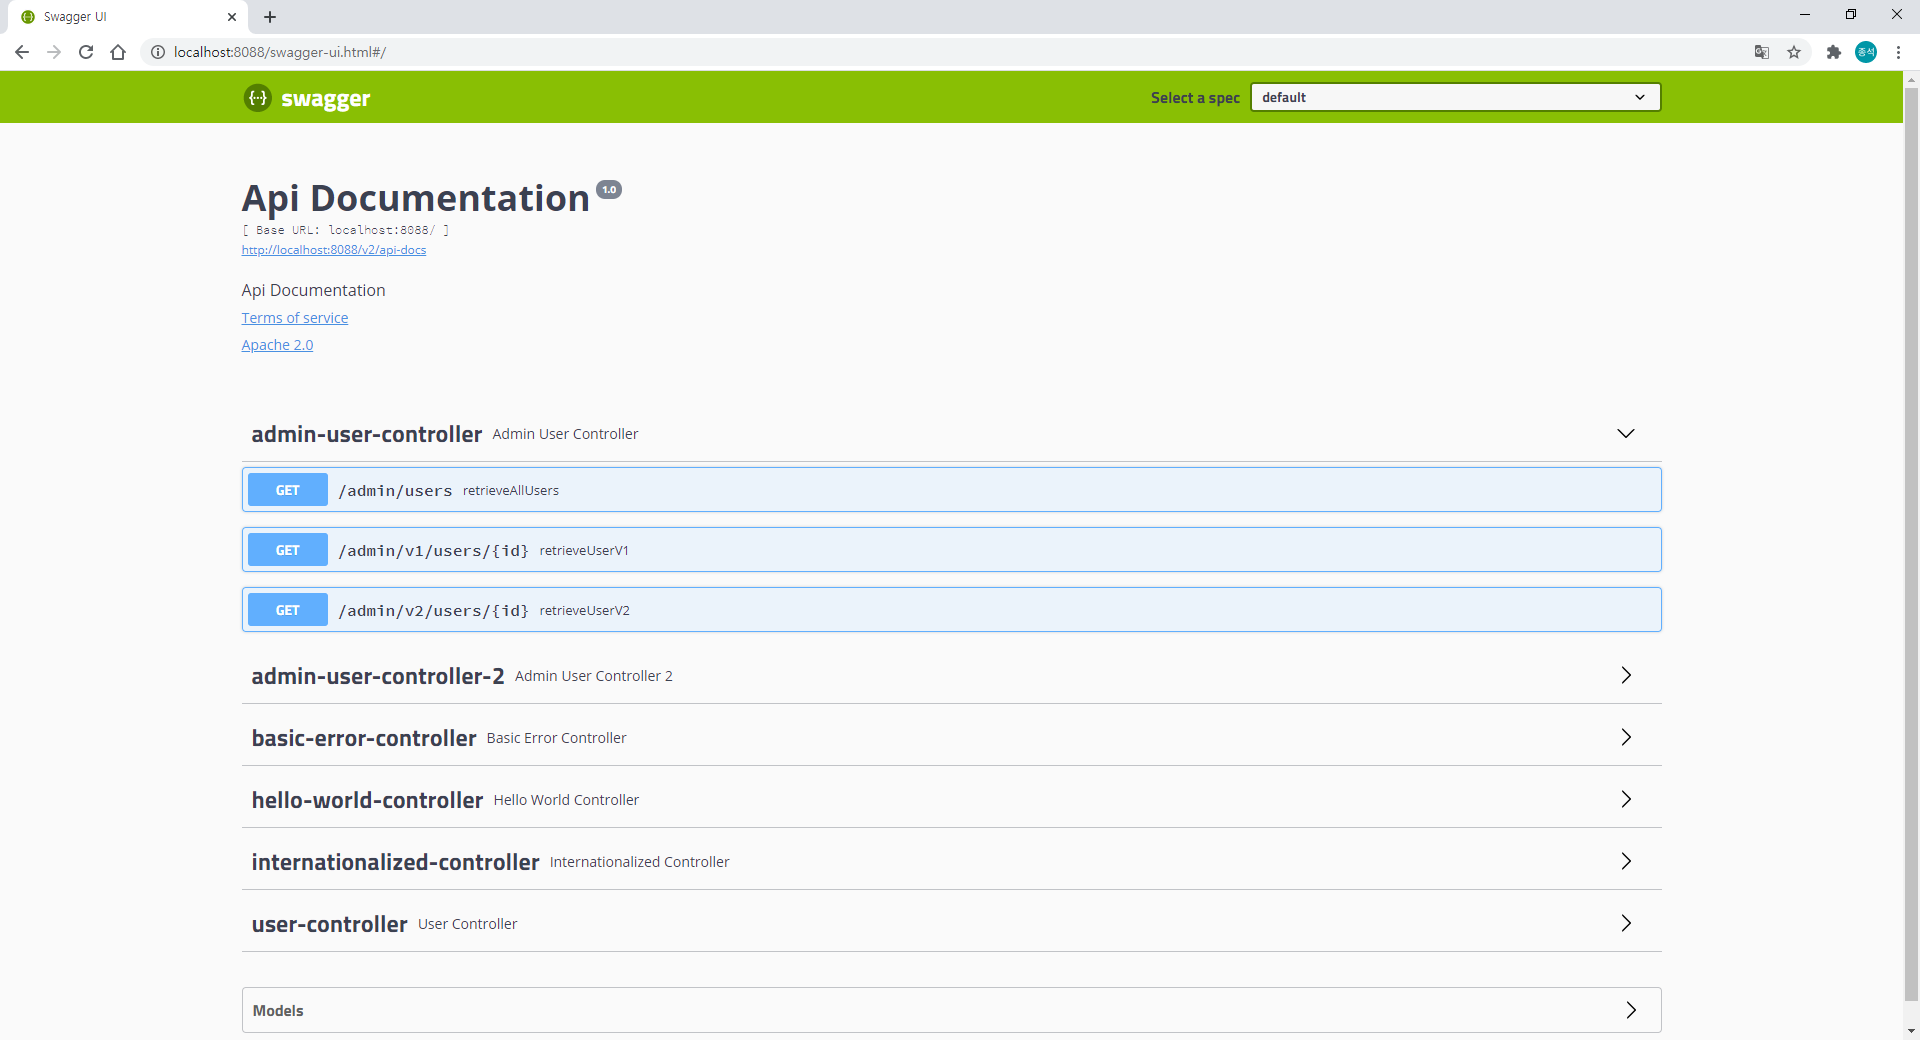 Swagger UI
localhost:8088/swagger-ui.html#/
종석
{···} swagger
Select a spec default
Api Documentation 1.0
[ Base URL: localhost:8088/ ]
http://localhost:8088/v2/api-docs
Api Documentation
Terms of service
Apache 2.0
admin-user-controller Admin User Controller
GET /admin/users retrieveAllUsers
GET /admin/v1/users/{id} retrieveUserV1
GET /admin/v2/users/{id} retrieveUserV2
admin-user-controller-2 Admin User Controller 2
basic-error-controller Basic Error Controller
hello-world-controller Hello World Controller
internationalized-controller Internationalized Controller
user-controller User Controller
Models